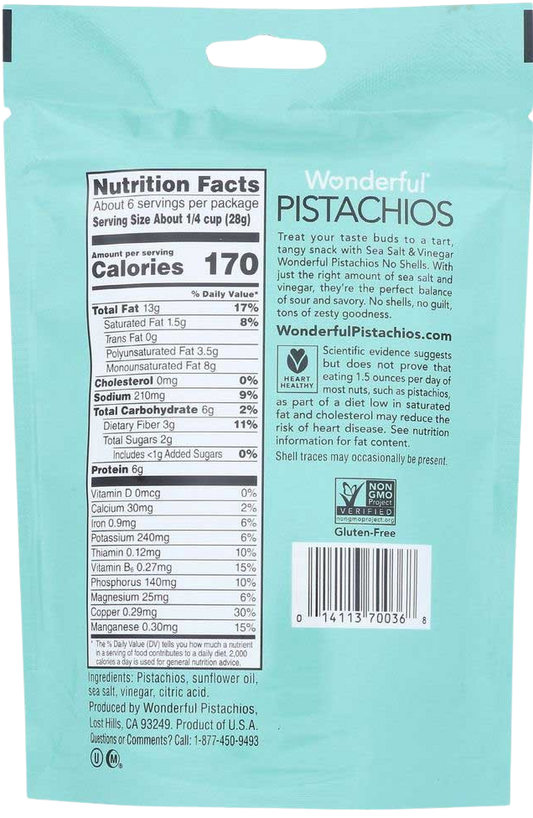 Nutrition Facts
About 6 servings per package
Serving Size About 1/4 cup (28g)
Amount per serving
Calories 170
% Daily Value*
Total Fat 13g 17%
Saturated Fat 1.5g 8%
Trans Fat 0g
Polyunsaturated Fat 3.5g
Monounsaturated Fat 8g
Cholesterol 0mg 0%
Sodium 210mg 9%
Total Carbohydrate 6g 2%
Dietary Fiber 3g 11%
Total Sugars 2g
Includes <1g Added Sugars 0%
Protein 6g
Vitamin D 0mcg 0%
Calcium 30mg 2%
Iron 0.9mg 6%
Potassium 240mg 6%
Thiamin 0.12mg 10%
Vitamin B₆ 0.27mg 15%
Phosphorus 140mg 10%
Magnesium 25mg 6%
Copper 0.29mg 30%
Manganese 0.30mg 15%
* The % Daily Value (DV) tells you how much a nutrient
in a serving of food contributes to a daily diet. 2,000
calories a day is used for general nutrition advice.
Ingredients: Pistachios, sunflower oil,
sea salt, vinegar, citric acid.
Produced by Wonderful Pistachios,
Lost Hills, CA 93249. Product of U.S.A.
Questions or Comments? Call: 1-877-450-9493
U M
Wonderful®
PISTACHIOS
Treat your taste buds to a tart,
tangy snack with Sea Salt & Vinegar
Wonderful Pistachios No Shells. With
just the right amount of sea salt and
vinegar, they're the perfect balance
of sour and savory. No shells, no guilt,
tons of zesty goodness.
WonderfulPistachios.com
HEART
HEALTHY
Scientific evidence suggests
but does not prove that
eating 1.5 ounces per day of
most nuts, such as pistachios,
as part of a diet low in saturated
fat and cholesterol may reduce the
risk of heart disease. See nutrition
information for fat content.
Shell traces may occasionally be present.
NON
GMO
Project
VERIFIED
nongmoproject.org
Gluten-Free
0 14113 70036 8